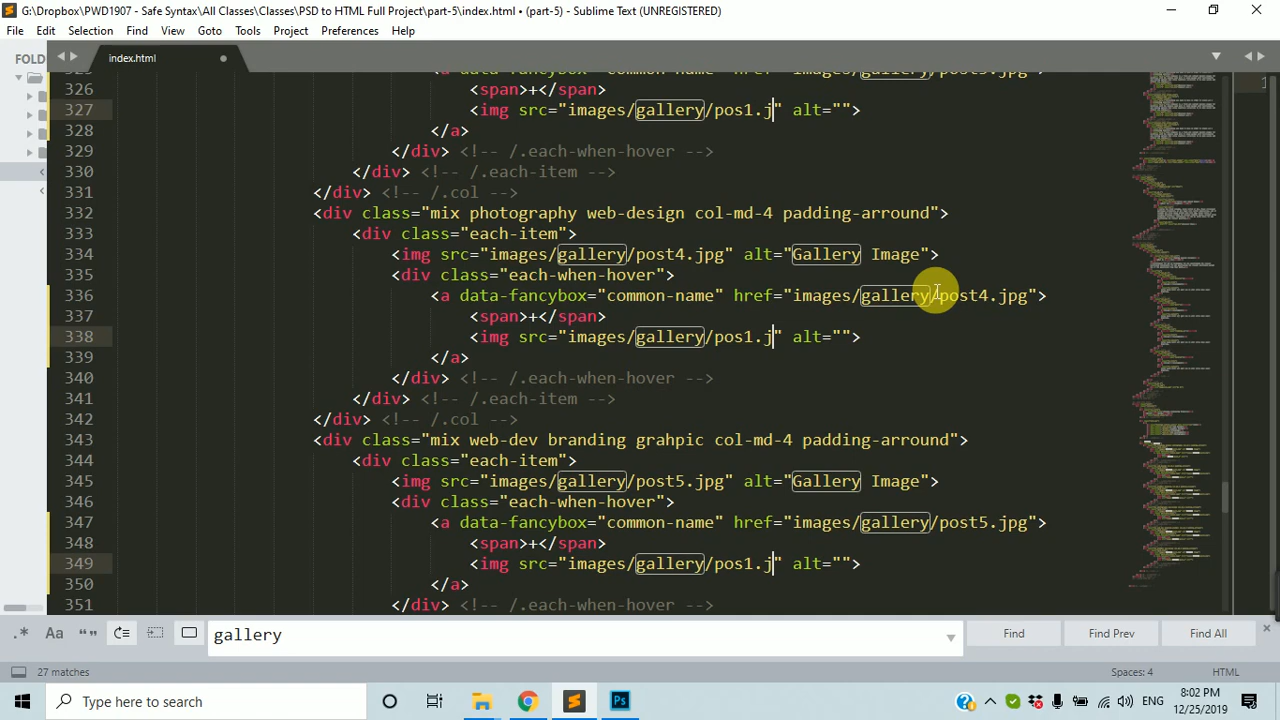 G:\Dropbox\PWD1907 - Safe Syntax\All Classes\Classes\PSD to HTML Full Project\part-5\index.html • (part-5) - Sublime Text (UNREGISTERED)
File Edit Selection Find View Goto Tools Project Preferences Help
FOLD
index.html
326 <span>+</span>
327 <img src="images/gallery/pos1.j" alt="">
328 </a>
329 </div> <!-- /.each-when-hover -->
330 </div> <!-- /.each-item -->
331 </div> <!-- /.col -->
332 <div class="mix photography web-design col-md-4 padding-arround">
333 <div class="each-item">
334 <img src="images/gallery/post4.jpg" alt="Gallery Image">
335 <div class="each-when-hover">
336 <a data-fancybox="common-name" href="images/gallery/post4.jpg">
337 <span>+</span>
338 <img src="images/gallery/pos1.j" alt="">
339 </a>
340 </div> <!-- /.each-when-hover -->
341 </div> <!-- /.each-item -->
342 </div> <!-- /.col -->
343 <div class="mix web-dev branding grahpic col-md-4 padding-arround">
344 <div class="each-item">
345 <img src="images/gallery/post5.jpg" alt="Gallery Image">
346 <div class="each-when-hover">
347 <a data-fancybox="common-name" href="images/gallery/post5.jpg">
348 <span>+</span>
349 <img src="images/gallery/pos1.j" alt="">
350 </a>
351 </div> <!-- /.each-when-hover -->
.* Aa “ ” gallery Find Find Prev Find All
27 matches Spaces: 4 HTML
Type here to search ENG 8:02 PM
12/25/2019